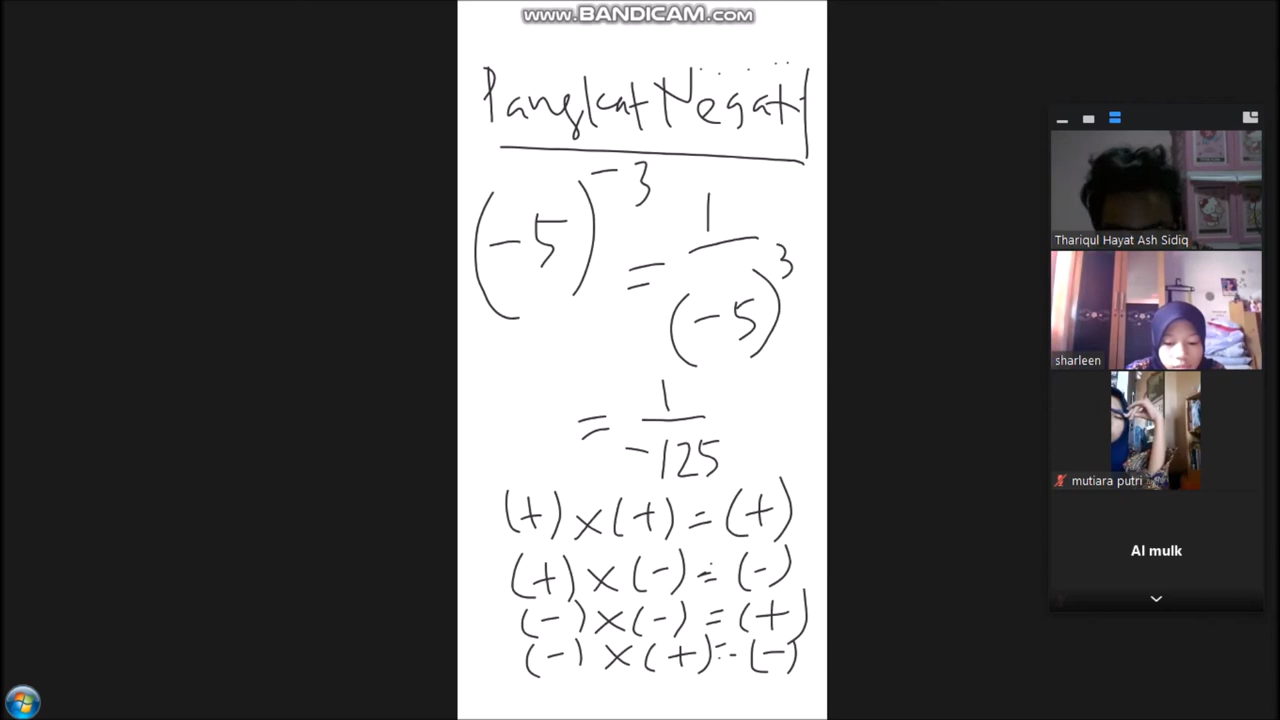 www.BANDICAM.com
Pangkat Negatif
(-5)⁻³ = 1/(-5)³
= 1/-125
(+) × (+) = (+)
(+) × (-) = (-)
(-) × (-) = (+)
(-) × (+) = (-)
Thariqul Hayat Ash Sidiq
sharleen
mutiara putri
Al mulk